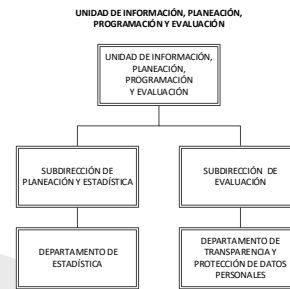 UNIDAD DE INFORMACIÓN, PLANEACIÓN,
PROGRAMACIÓN Y EVALUACIÓN
UNIDAD DE INFORMACIÓN,
PLANEACIÓN,
PROGRAMACIÓN
Y EVALUACIÓN
SUBDIRECCIÓN DE
PLANEACIÓN Y ESTADÍSTICA
SUBDIRECCIÓN DE
EVALUACIÓN
DEPARTAMENTO DE
ESTADÍSTICA
DEPARTAMENTO DE
TRANSPARENCIA Y
PROTECCIÓN DE DATOS
PERSONALES